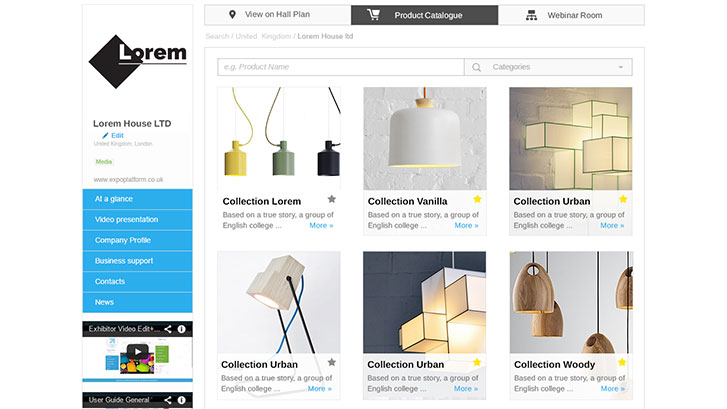 View on Hall Plan
Product Catalogue
Webinar Room
Lorem
Search / United Kingdom / Lorem House ltd
e.g. Product Name
Categories
Lorem House LTD
Edit
United Kingdom, London.
Media
www.expoplatform.co.uk
At a glance
Video presentation
Company Profile
Business support
Contacts
News
Exhibitor Video Edit+...
User Guide General
Collection Lorem
Based on a true story, a group of
English college ...
More »
Collection Vanilla
Based on a true story, a group of
English college ...
More »
Collection Urban
Based on a true story, a group of
English college ...
More »
Collection Urban
Based on a true story, a group of
English college ...
More »
Collection Urban
Based on a true story, a group of
English college ...
More »
Collection Woody
Based on a true story, a group of
English college ...
More »